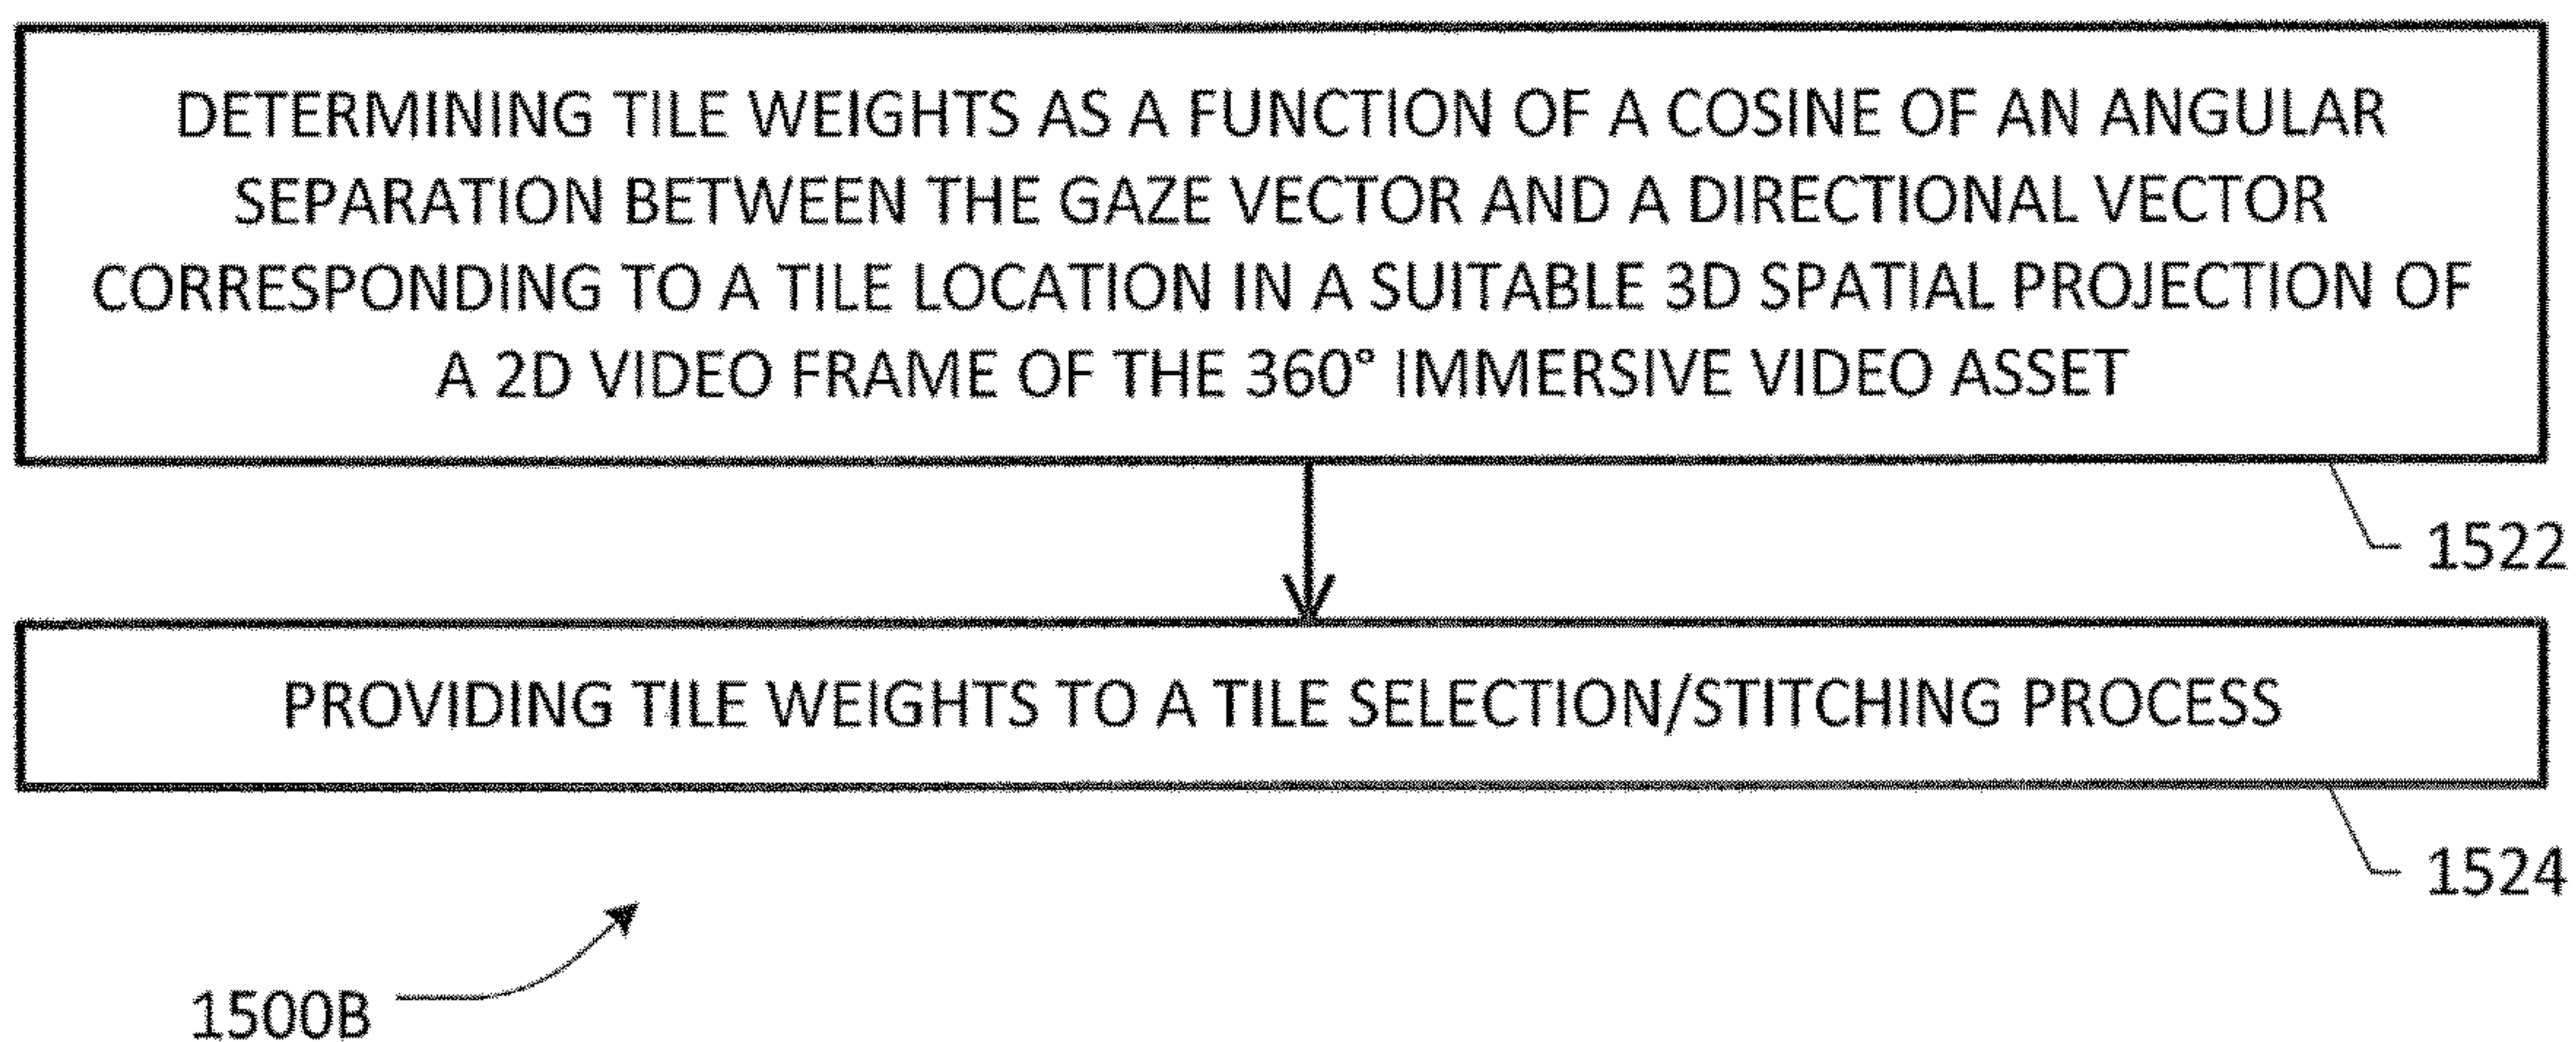 DETERMINING TILE WEIGHTS AS A FUNCTION OF A COSINE OF AN ANGULAR
SEPARATION BETWEEN THE GAZE VECTOR AND A DIRECTIONAL VECTOR
CORRESPONDING TO A TILE LOCATION IN A SUITABLE 3D SPATIAL PROJECTION OF
A 2D VIDEO FRAME OF THE 360° IMMERSIVE VIDEO ASSET
1522
PROVIDING TILE WEIGHTS TO A TILE SELECTION/STITCHING PROCESS
1524
1500B